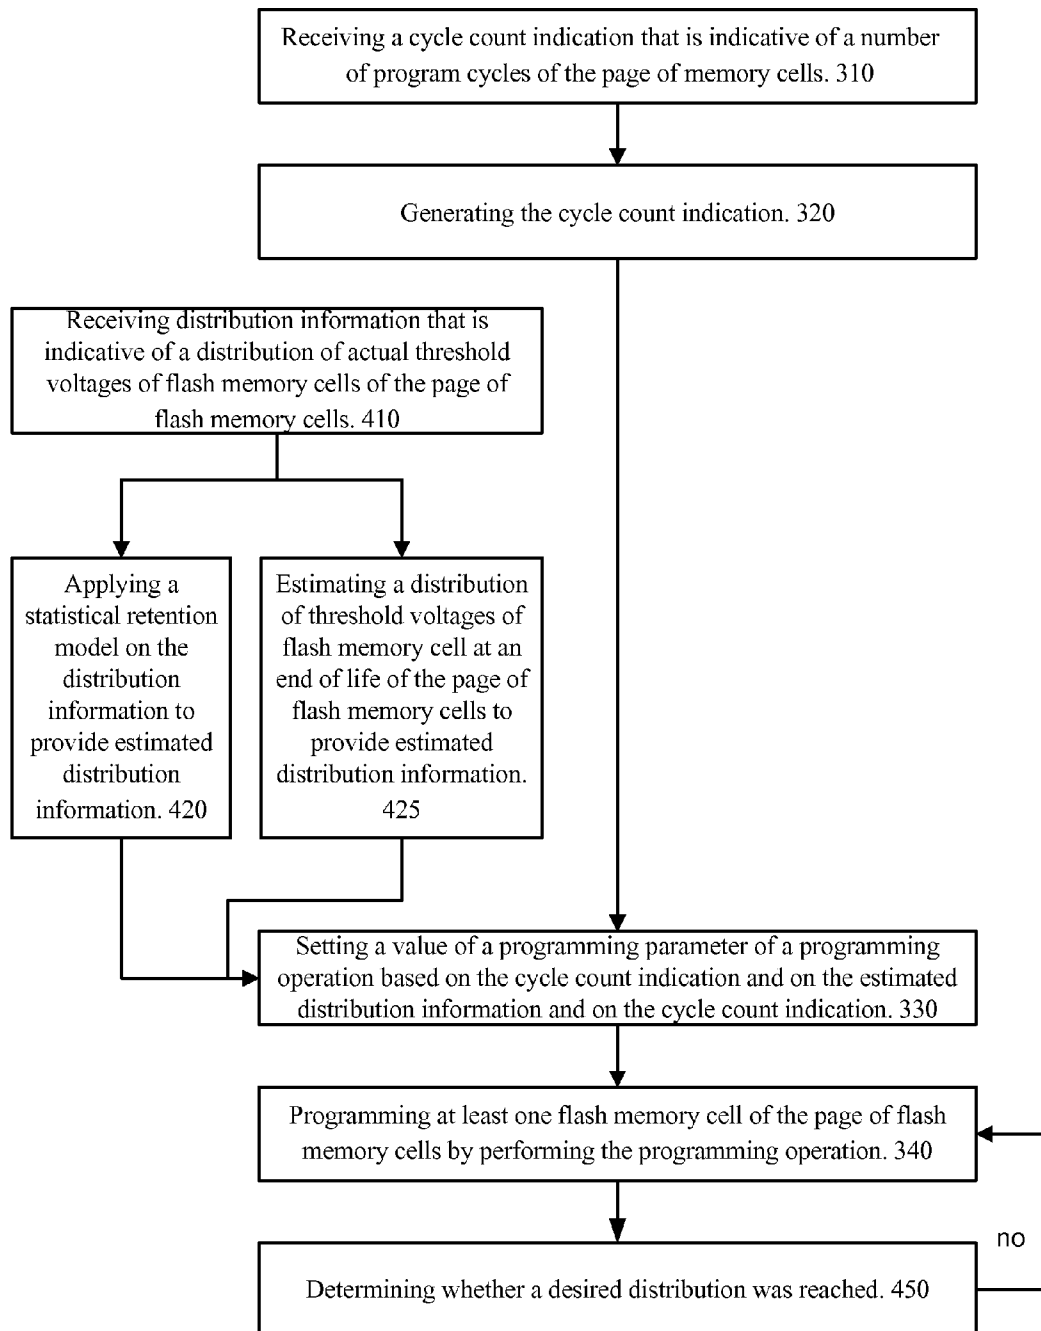 Receiving a cycle count indication that is indicative of a number
of program cycles of the page of memory cells. 310
Generating the cycle count indication. 320
Receiving distribution information that is
indicative of a distribution of actual threshold
voltages of flash memory cells of the page of
flash memory cells. 410
Applying a
statistical retention
model on the
distribution
information to
provide estimated
distribution
information. 420
Estimating a distribution
of threshold voltages of
flash memory cell at an
end of life of the page of
flash memory cells to
provide estimated
distribution information.
425
Setting a value of a programming parameter of a programming
operation based on the cycle count indication and on the estimated
distribution information and on the cycle count indication. 330
Programming at least one flash memory cell of the page of flash
memory cells by performing the programming operation. 340
no
Determining whether a desired distribution was reached. 450